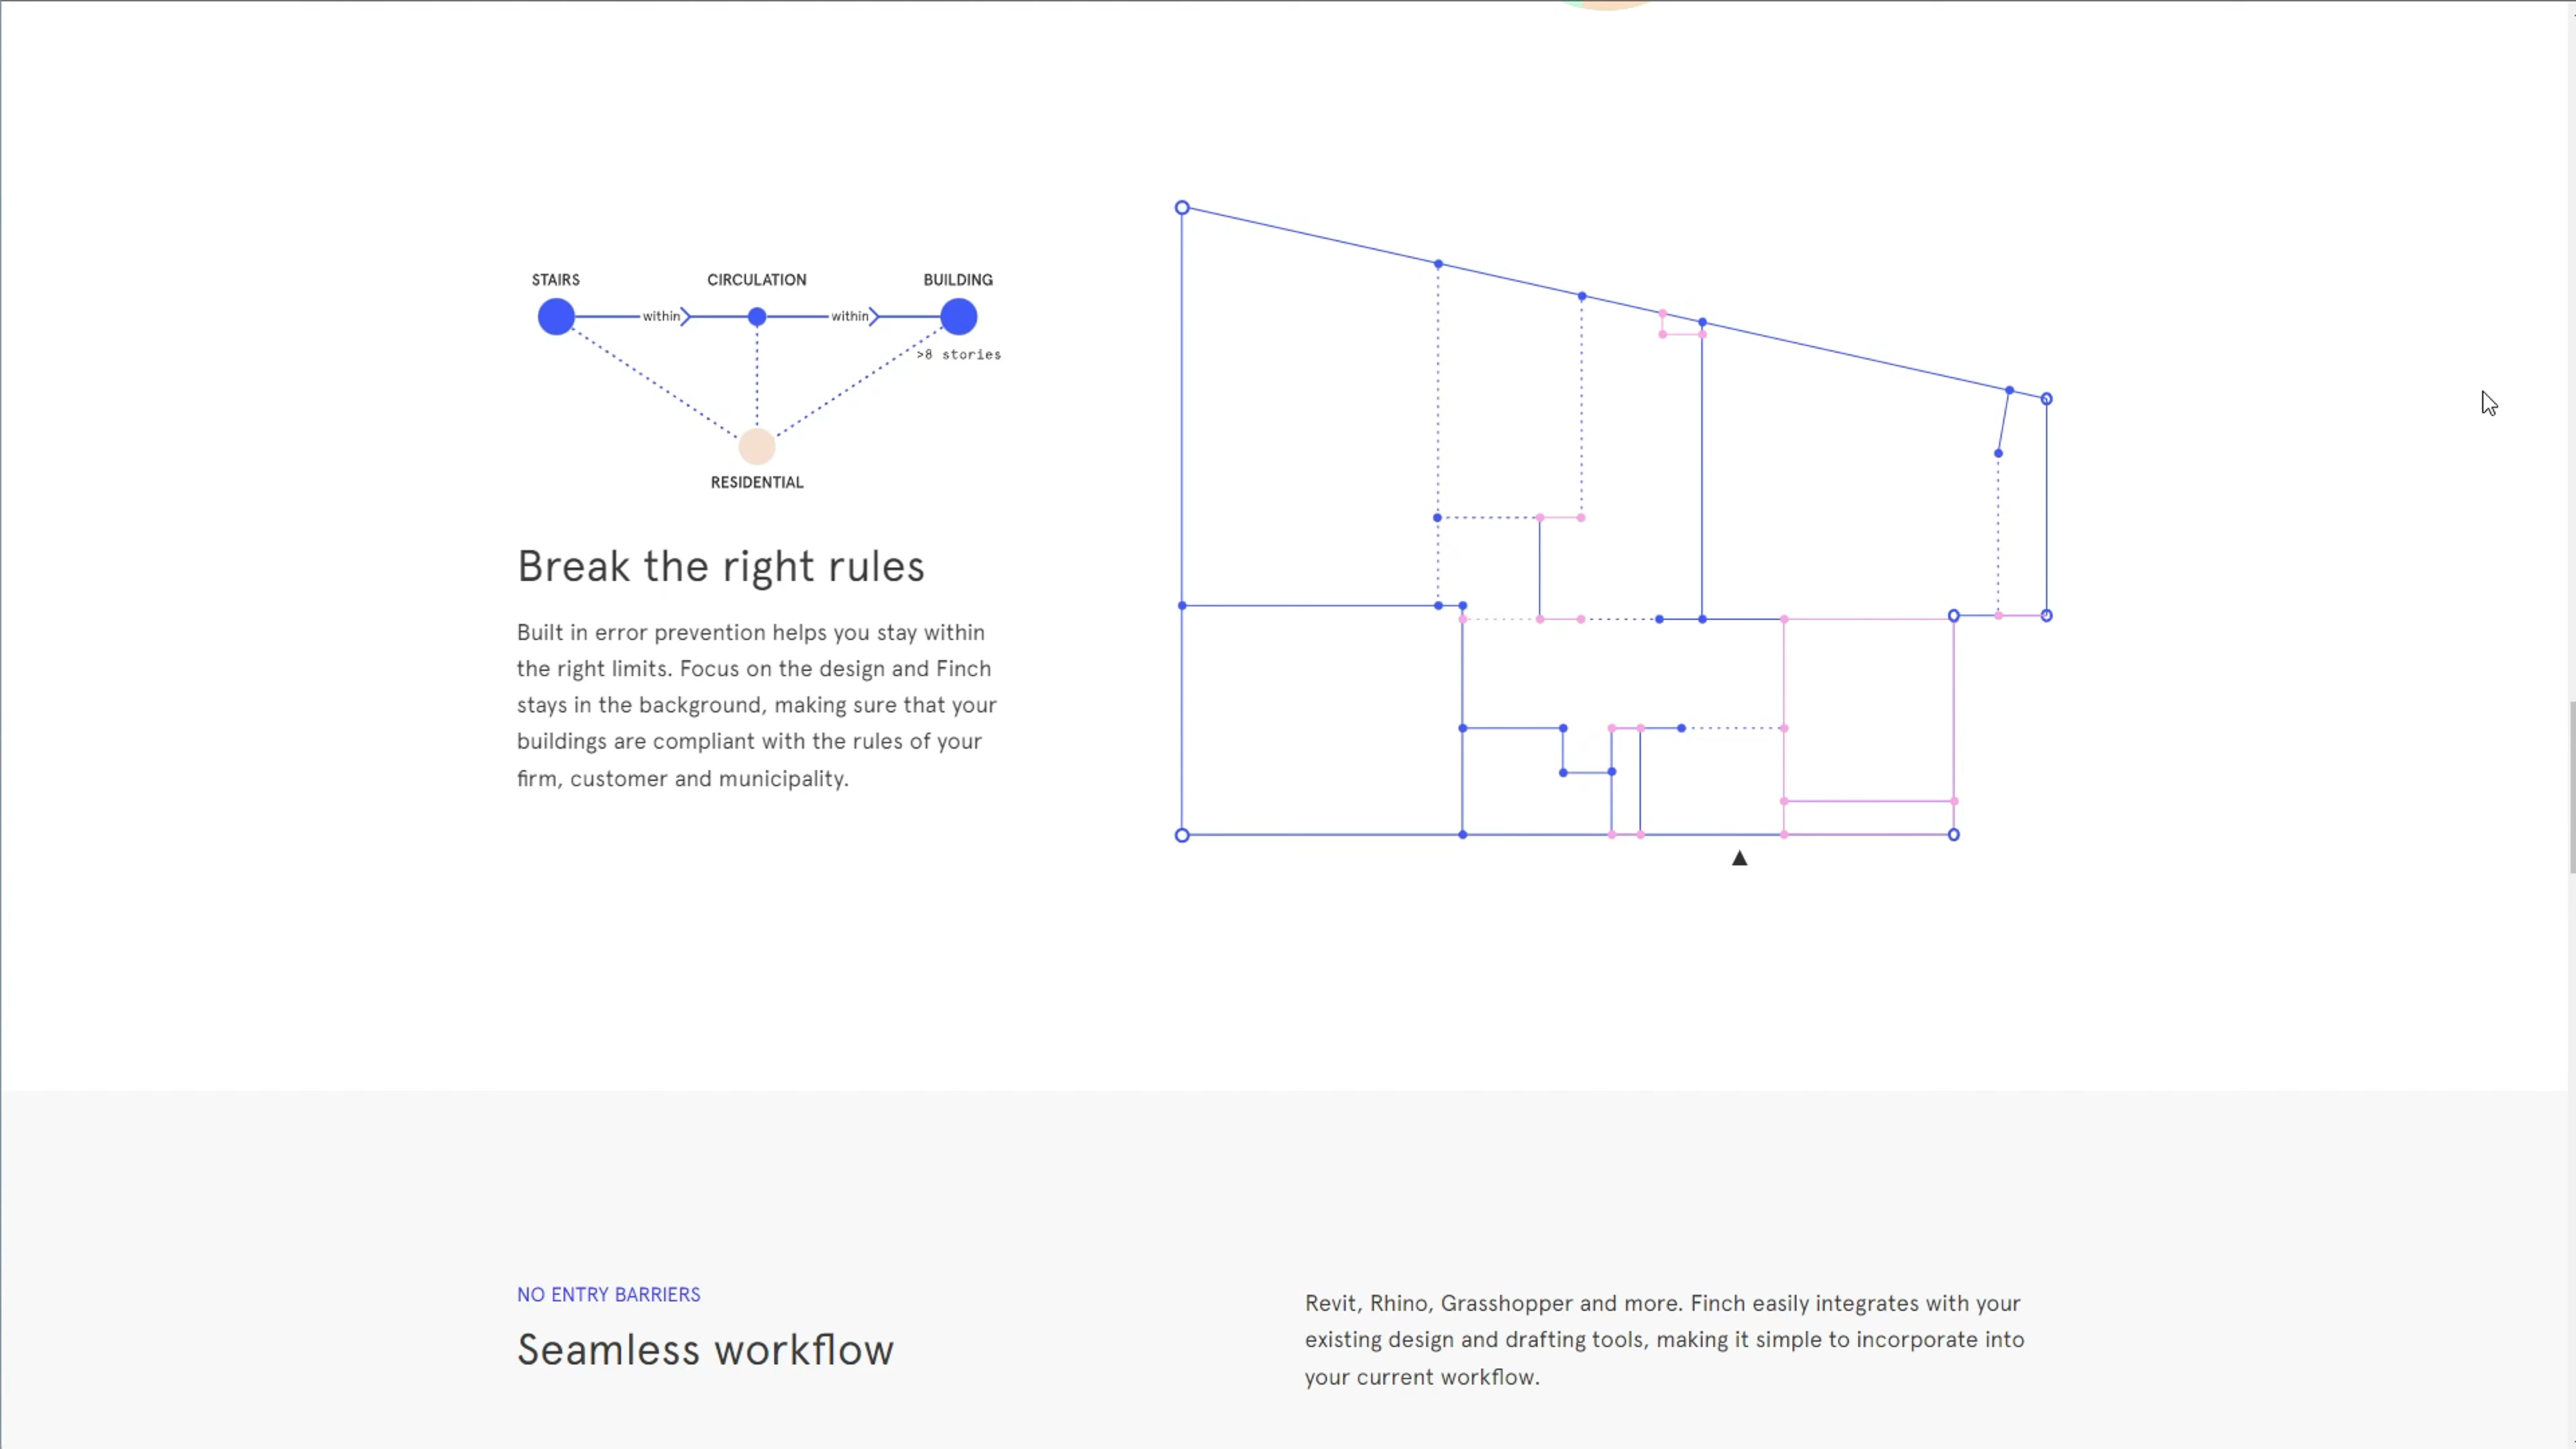 STAIRS CIRCULATION BUILDING
within within
>8 stories
RESIDENTIAL
Break the right rules
Built in error prevention helps you stay within
the right limits. Focus on the design and Finch
stays in the background, making sure that your
buildings are compliant with the rules of your
firm, customer and municipality.
NO ENTRY BARRIERS
Seamless workflow
Revit, Rhino, Grasshopper and more. Finch easily integrates with your
existing design and drafting tools, making it simple to incorporate into
your current workflow.